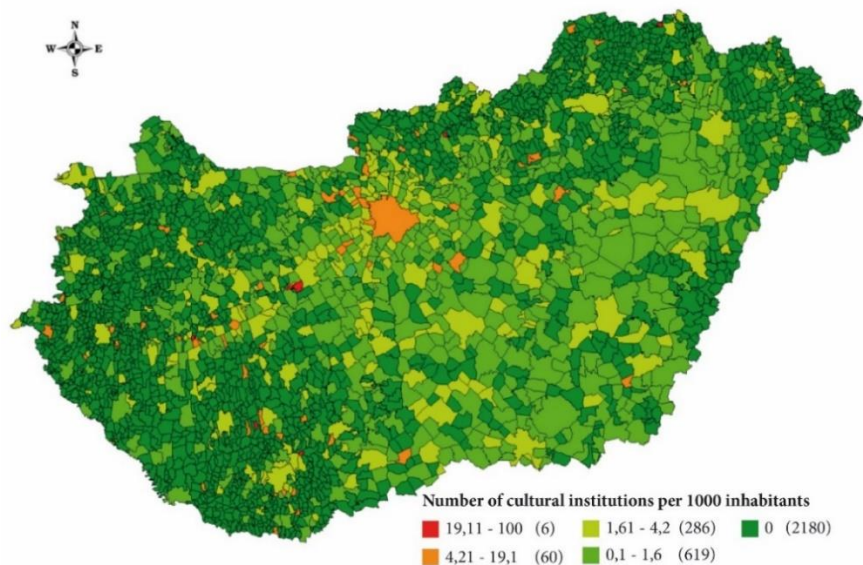 N
W E
S
Number of cultural institutions per 1000 inhabitants
19,11 - 100 (6) 1,61 - 4,2 (286) 0 (2180)
4,21 - 19,1 (60) 0,1 - 1,6 (619)